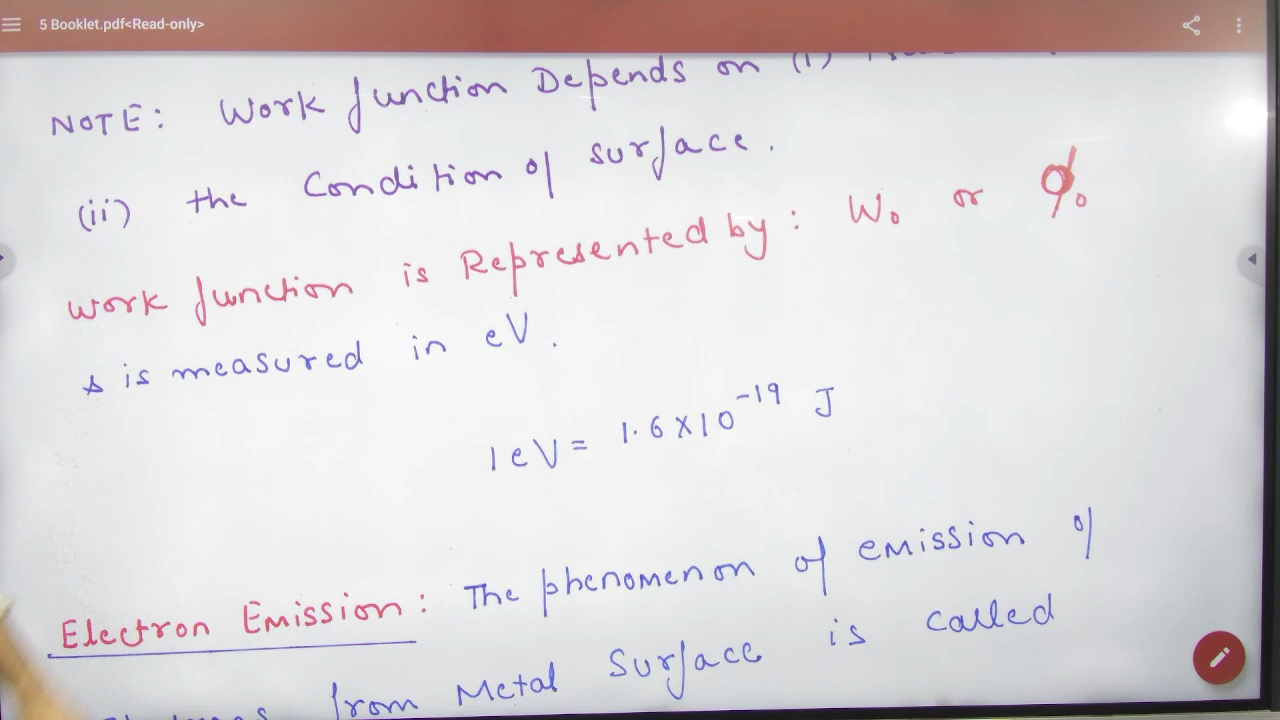 5 Booklet.pdf<Read-only>
NOTE: Work function Depends on (i)
(ii) the Condition of surface.
work function is Represented by: W₀ or ϕ₀
& is measured in eV.
1 eV = 1.6 × 10⁻¹⁹ J
Electron Emission: The phenomenon of emission of
from Metal Surface is called